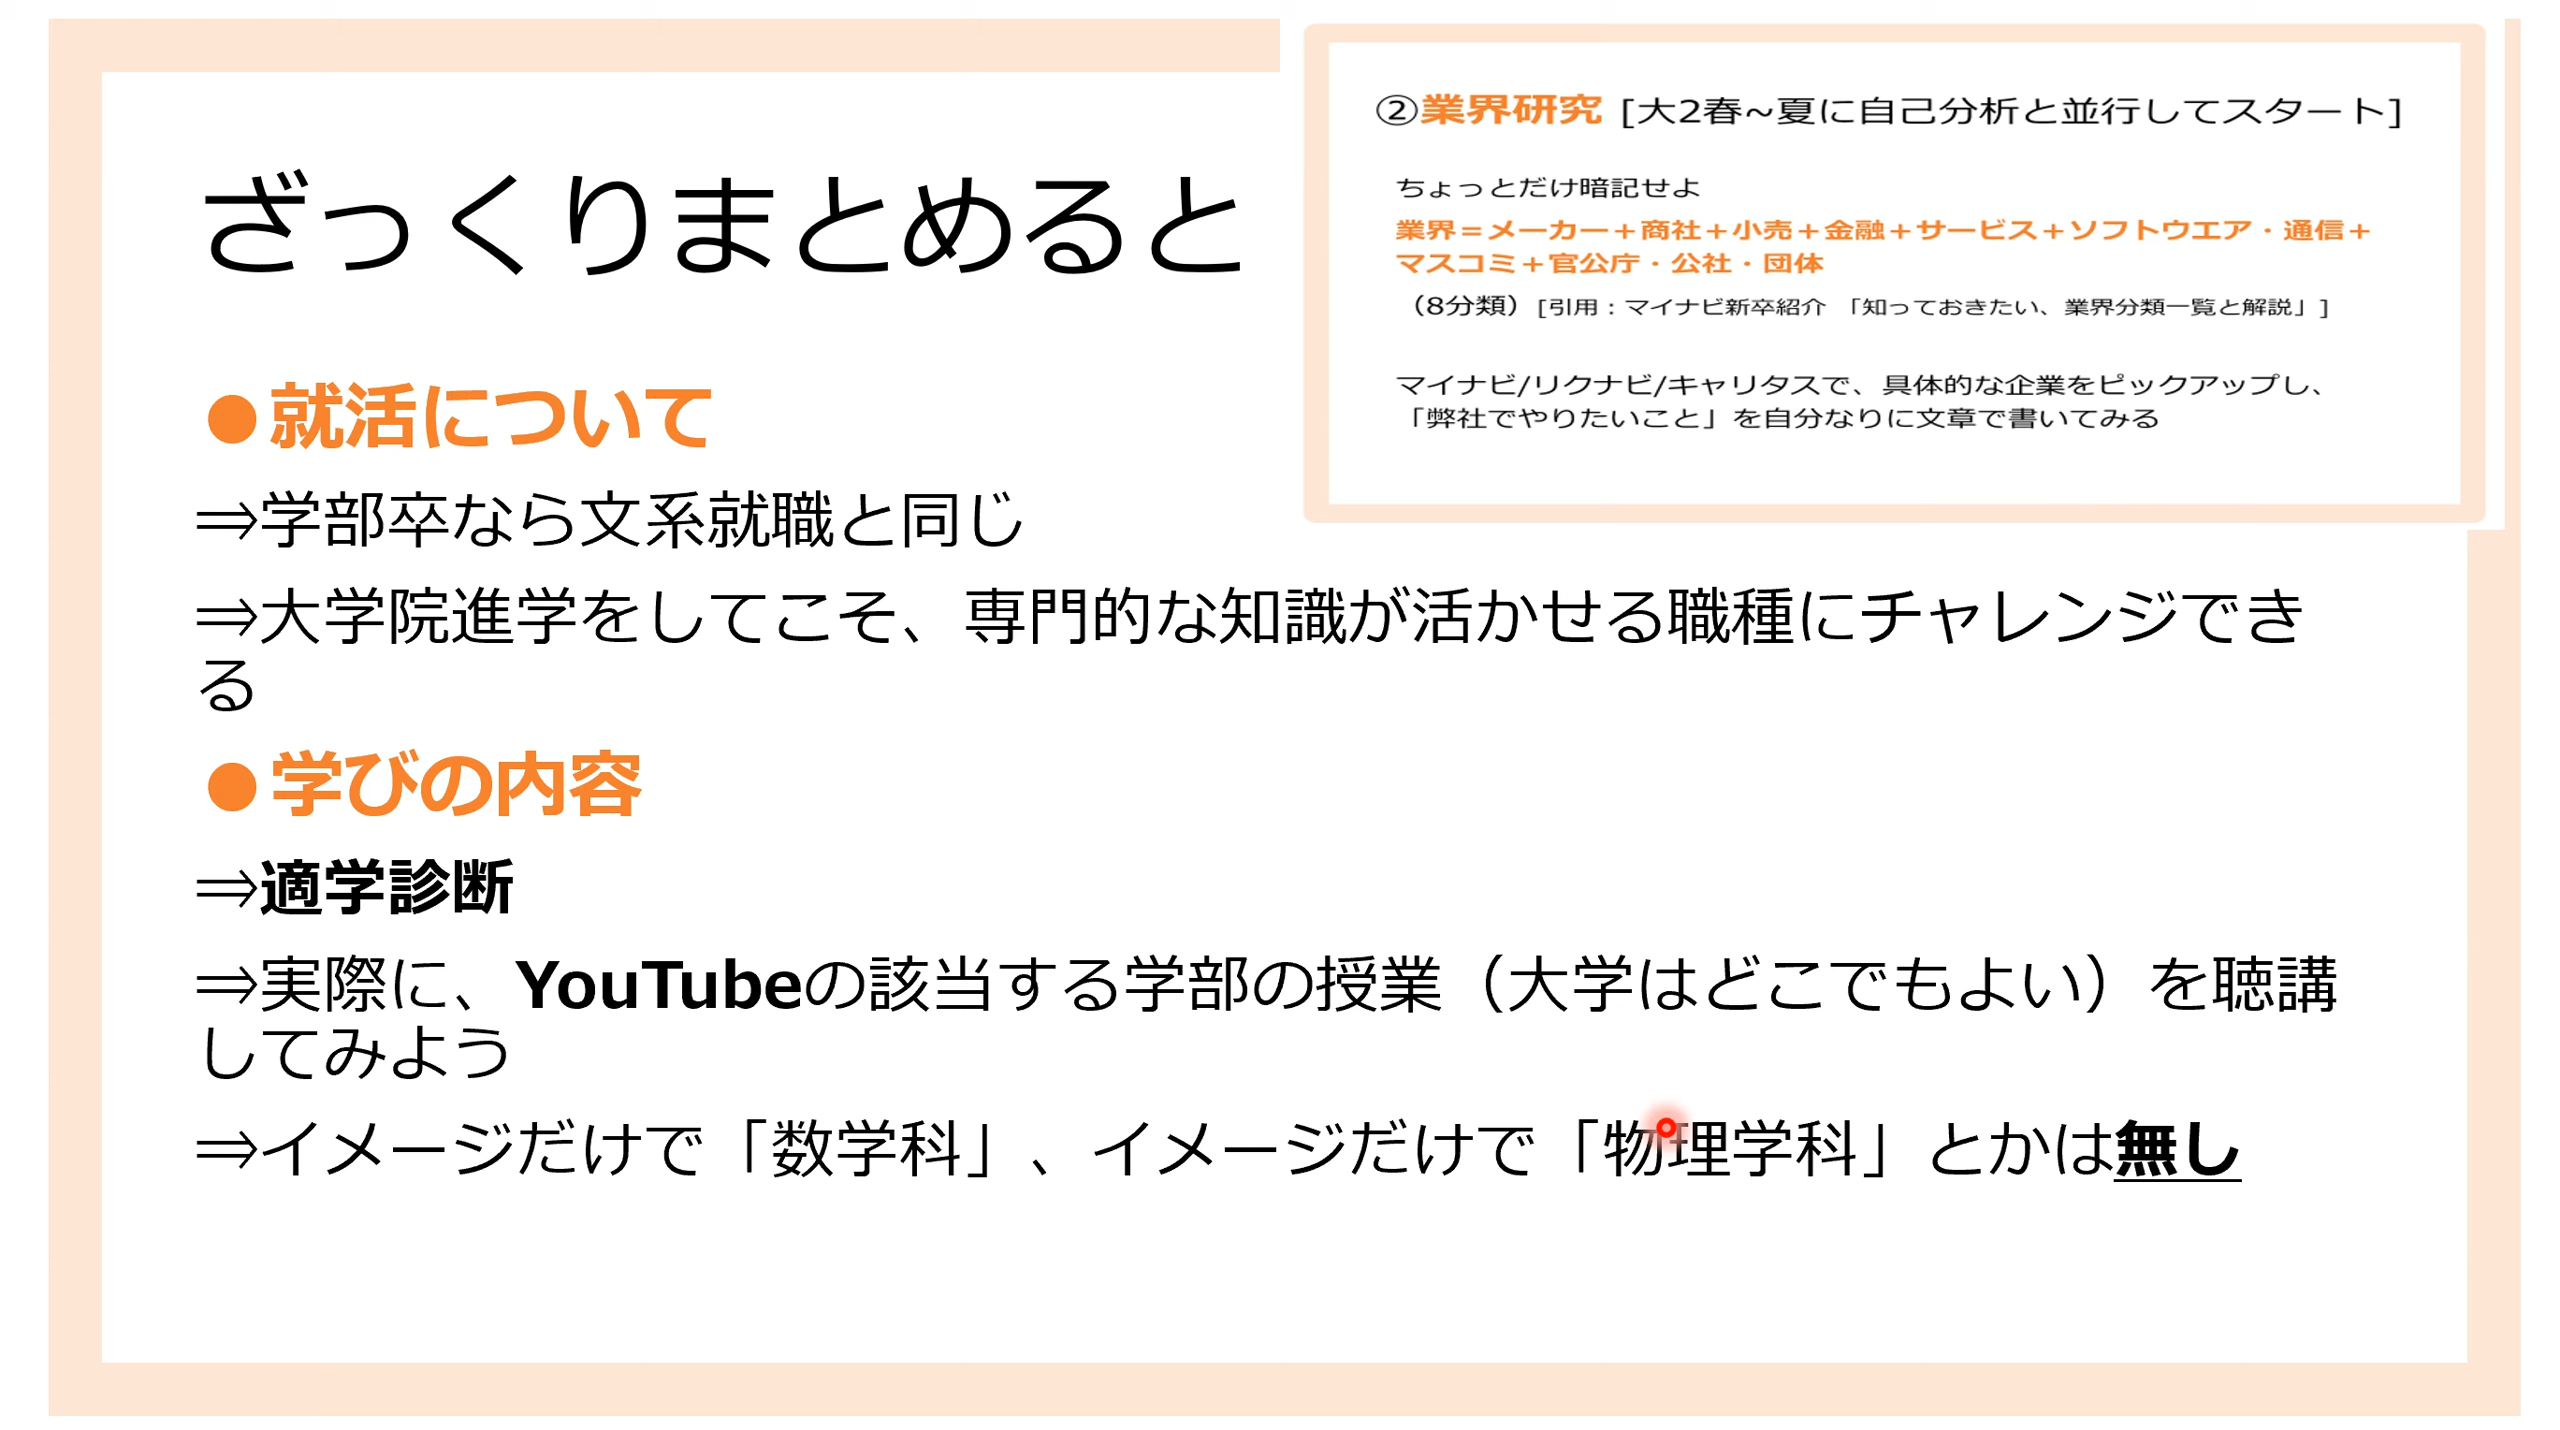 ざっくりまとめると
●就活について
⇒学部卒なら文系就職と同じ
⇒大学院進学をしてこそ、専門的な知識が活かせる職種にチャレンジでき
る
●学びの内容
⇒適学診断
⇒実際に、YouTubeの該当する学部の授業（大学はどこでもよい）を聴講
してみよう
⇒イメージだけで「数学科」、イメージだけで「物理学科」とかは無し
②業界研究 [大2春~夏に自己分析と並行してスタート]
ちょっとだけ暗記せよ
業界＝メーカー＋商社＋小売＋金融＋サービス＋ソフトウエア・通信＋
マスコミ＋官公庁・公社・団体
（8分類）[引用：マイナビ新卒紹介 「知っておきたい、業界分類一覧と解説」]
マイナビ/リクナビ/キャリタスで、具体的な企業をピックアップし、
「弊社でやりたいこと」を自分なりに文章で書いてみる